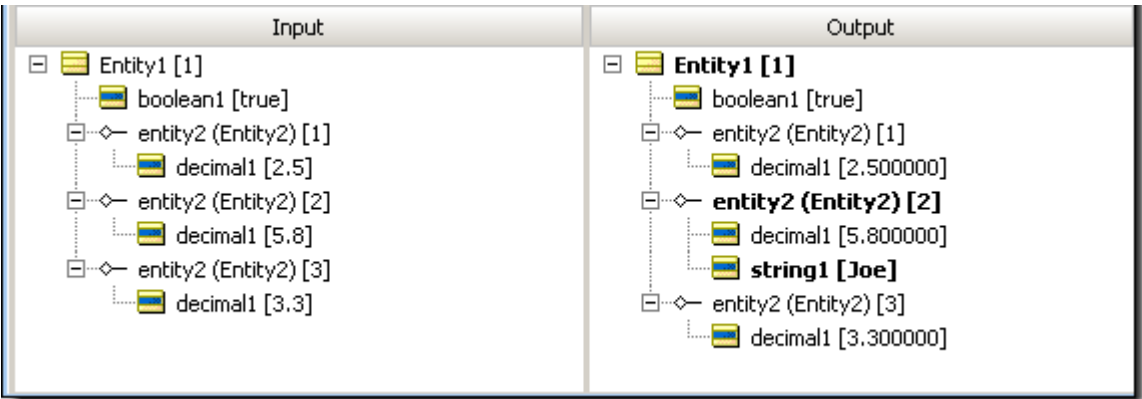 Input
Entity1 [1]
boolean1 [true]
entity2 (Entity2) [1]
decimal1 [2.5]
entity2 (Entity2) [2]
decimal1 [5.8]
entity2 (Entity2) [3]
decimal1 [3.3]
Output
Entity1 [1]
boolean1 [true]
entity2 (Entity2) [1]
decimal1 [2.500000]
entity2 (Entity2) [2]
decimal1 [5.800000]
string1 [Joe]
entity2 (Entity2) [3]
decimal1 [3.300000]